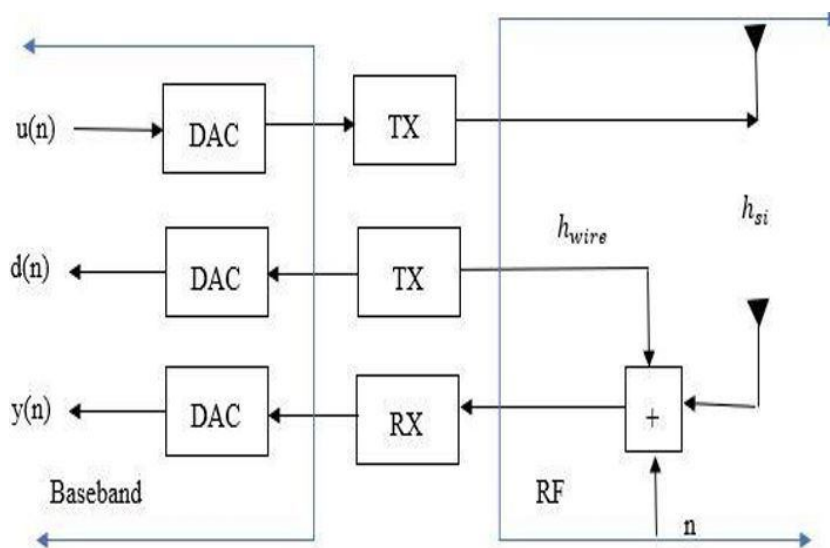 u(n)
DAC
TX
h_si
h_wire
d(n)
DAC
TX
y(n)
DAC
RX
+
Baseband
RF
n